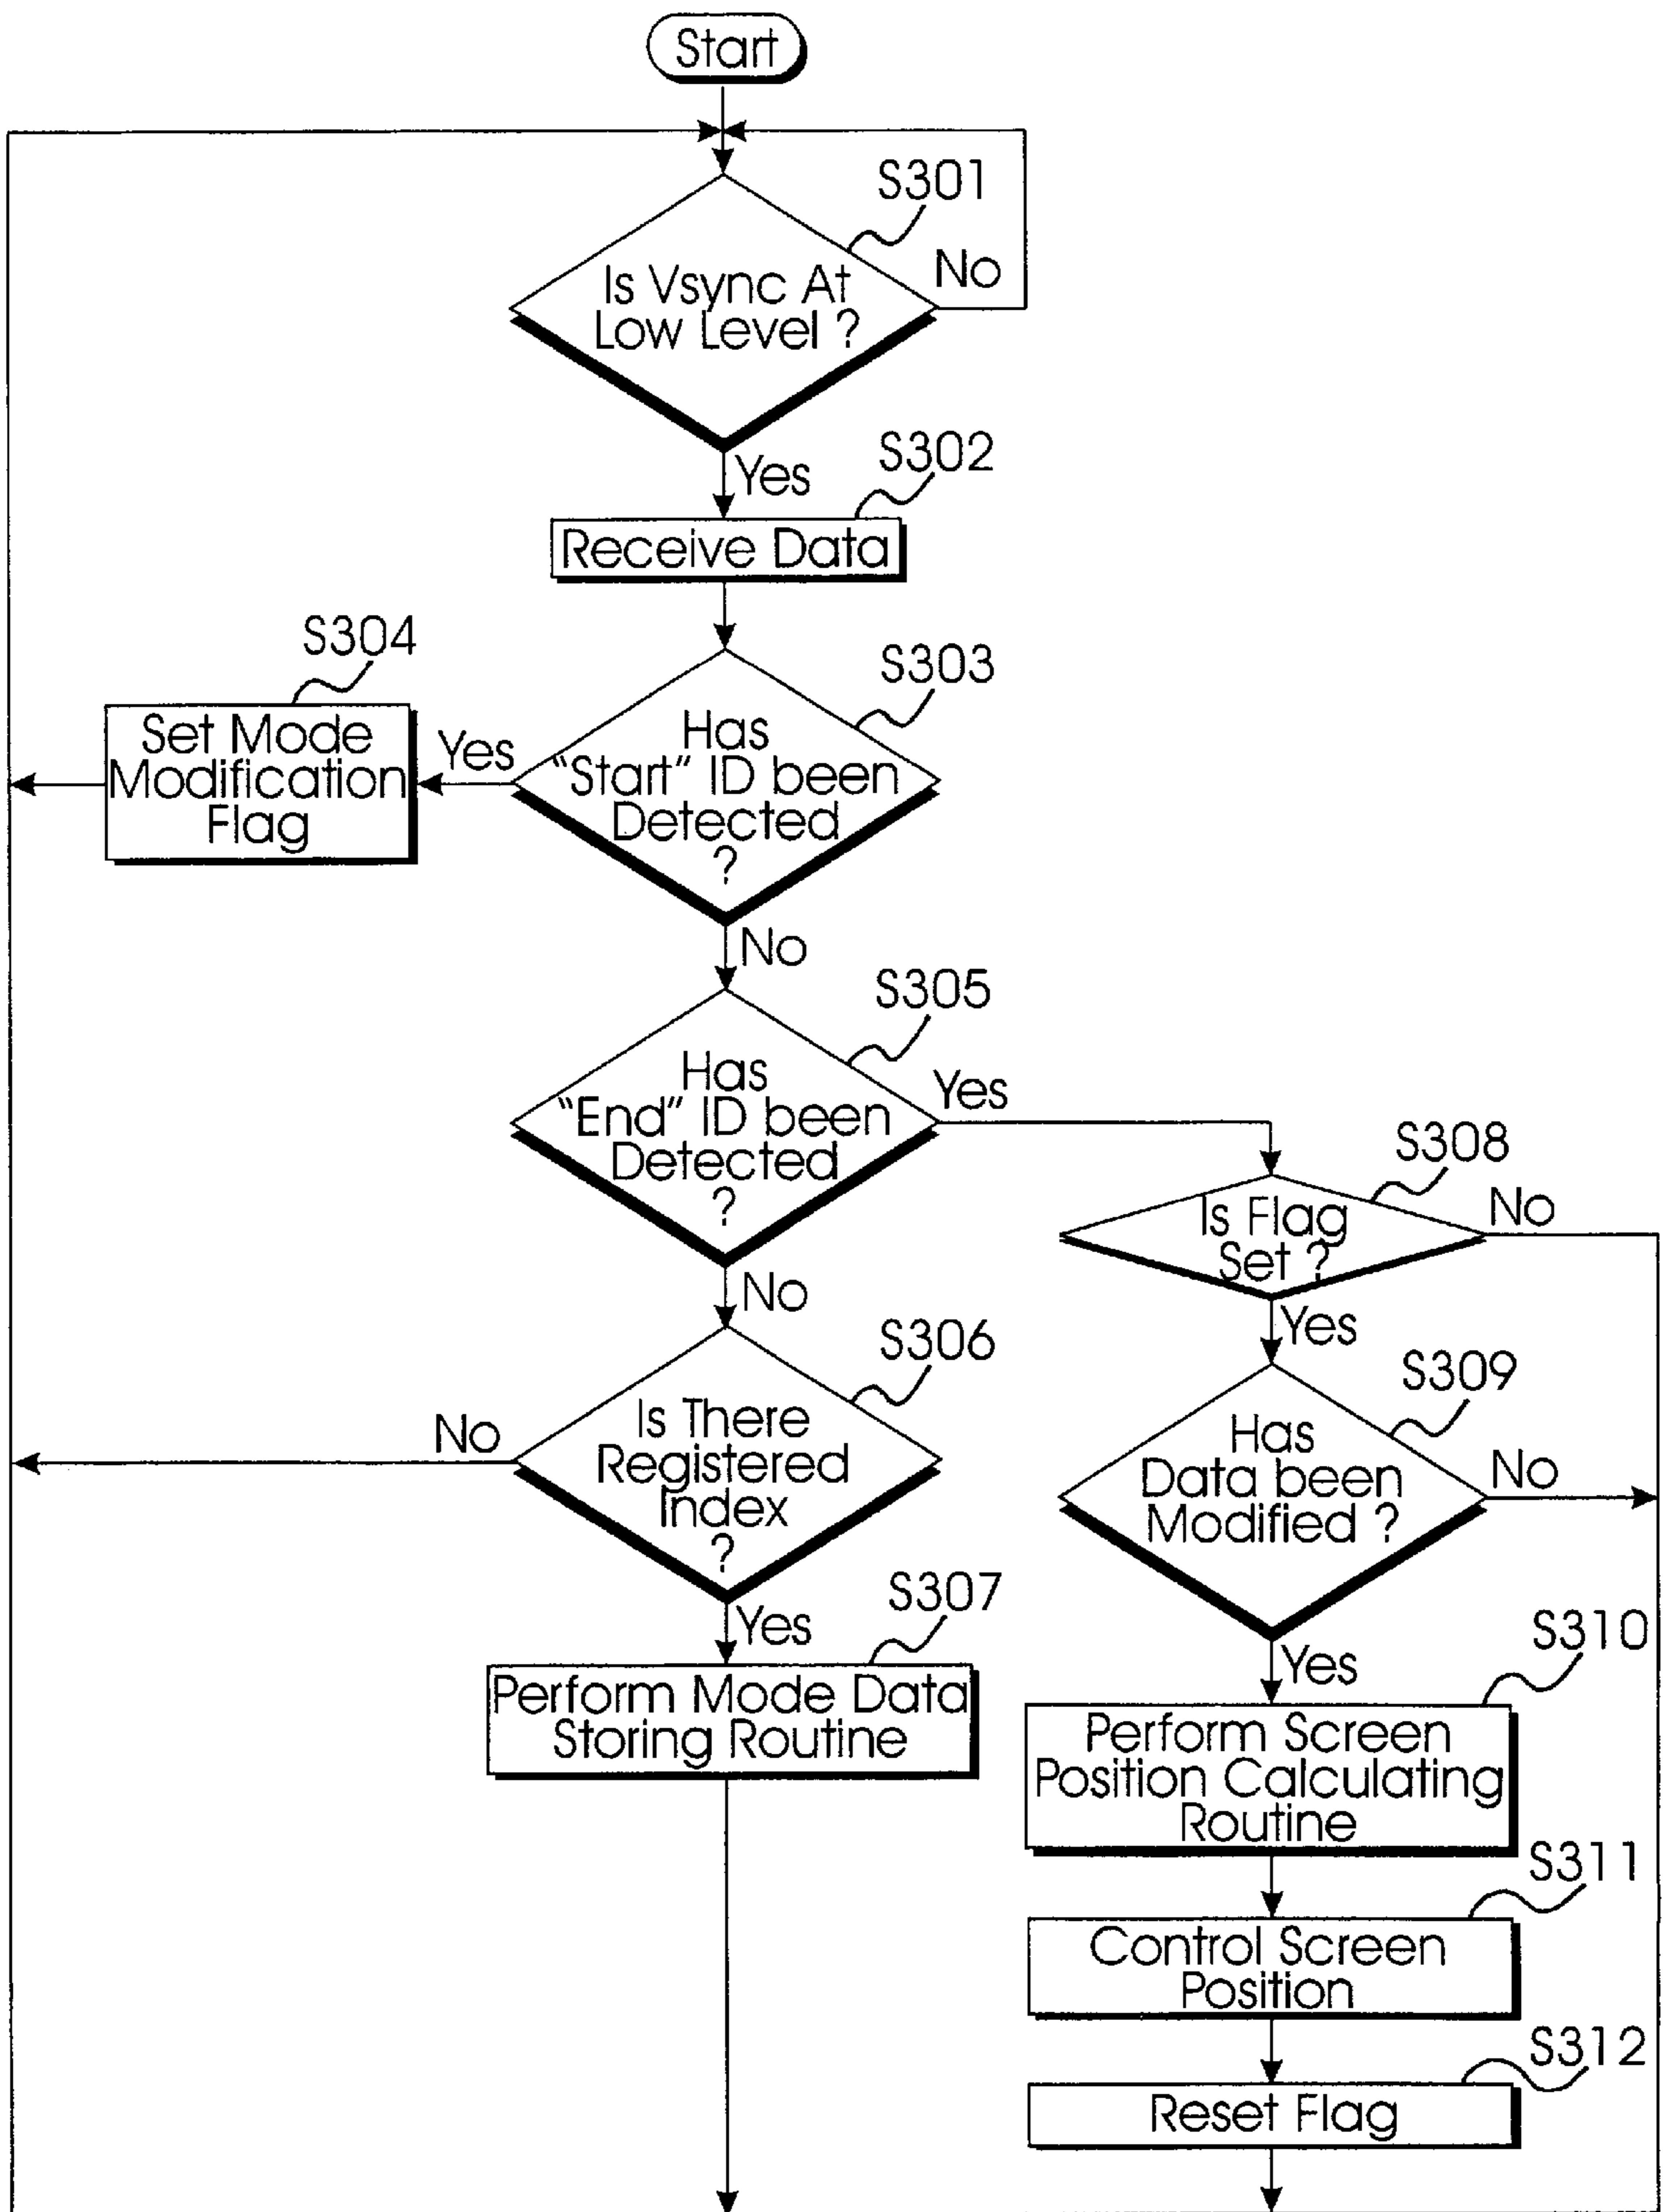 Start
S301
Is Vsync At
Low Level ?
No
Yes
S302
Receive Data
S304
S303
Set Mode
Modification
Flag
Yes
Has
"Start" ID been
Detected
?
No
S305
Has
"End" ID been
Detected
?
Yes
S308
Is Flag
Set ?
No
No
Yes
S306
S309
Is There
Registered
Index
?
No
Has
Data been
Modified ?
No
S307
Yes
Perform Mode Data
Storing Routine
Yes
S310
Perform Screen
Position Calculating
Routine
S311
Control Screen
Position
S312
Reset Flag